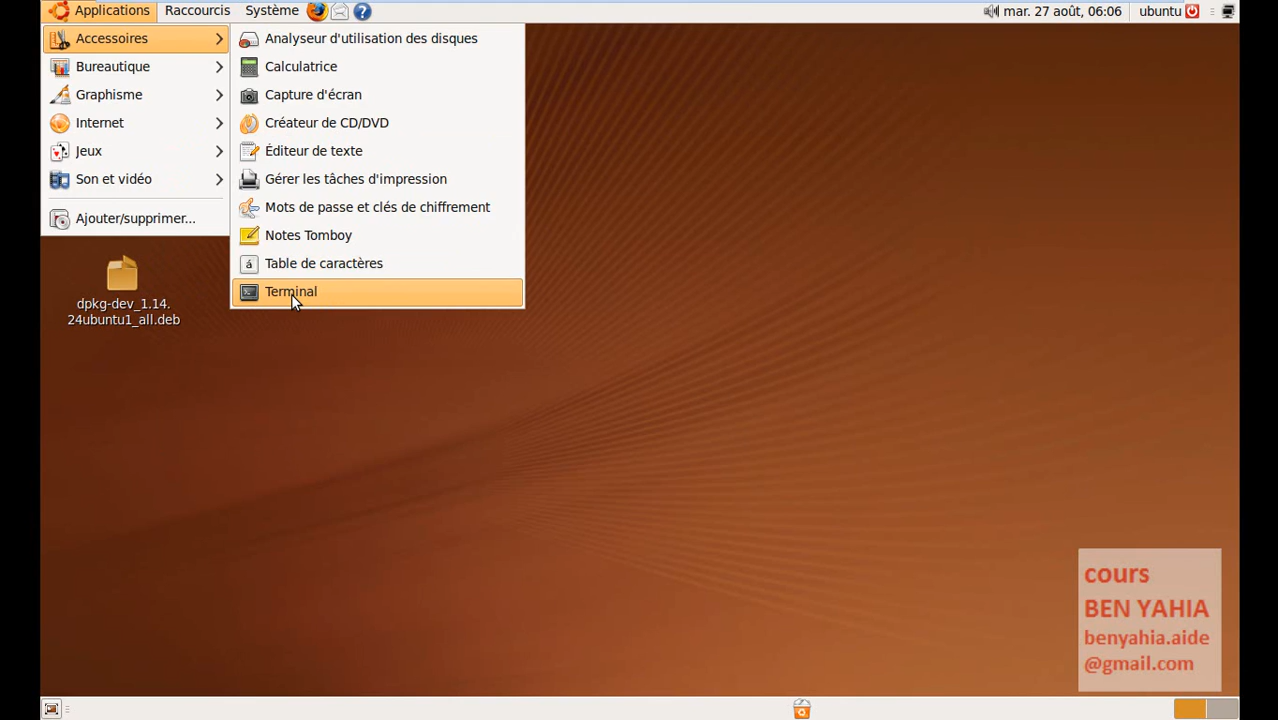 Applications Raccourcis Système mar. 27 août, 06:06 ubuntu
Accessoires
Bureautique
Graphisme
Internet
Jeux
Son et vidéo
Ajouter/supprimer...
Analyseur d'utilisation des disques
Calculatrice
Capture d'écran
Créateur de CD/DVD
Éditeur de texte
Gérer les tâches d'impression
Mots de passe et clés de chiffrement
Notes Tomboy
á Table de caractères
Terminal
dpkg-dev_1.14.
24ubuntu1_all.deb
cours
BEN YAHIA
benyahia.aide
@gmail.com